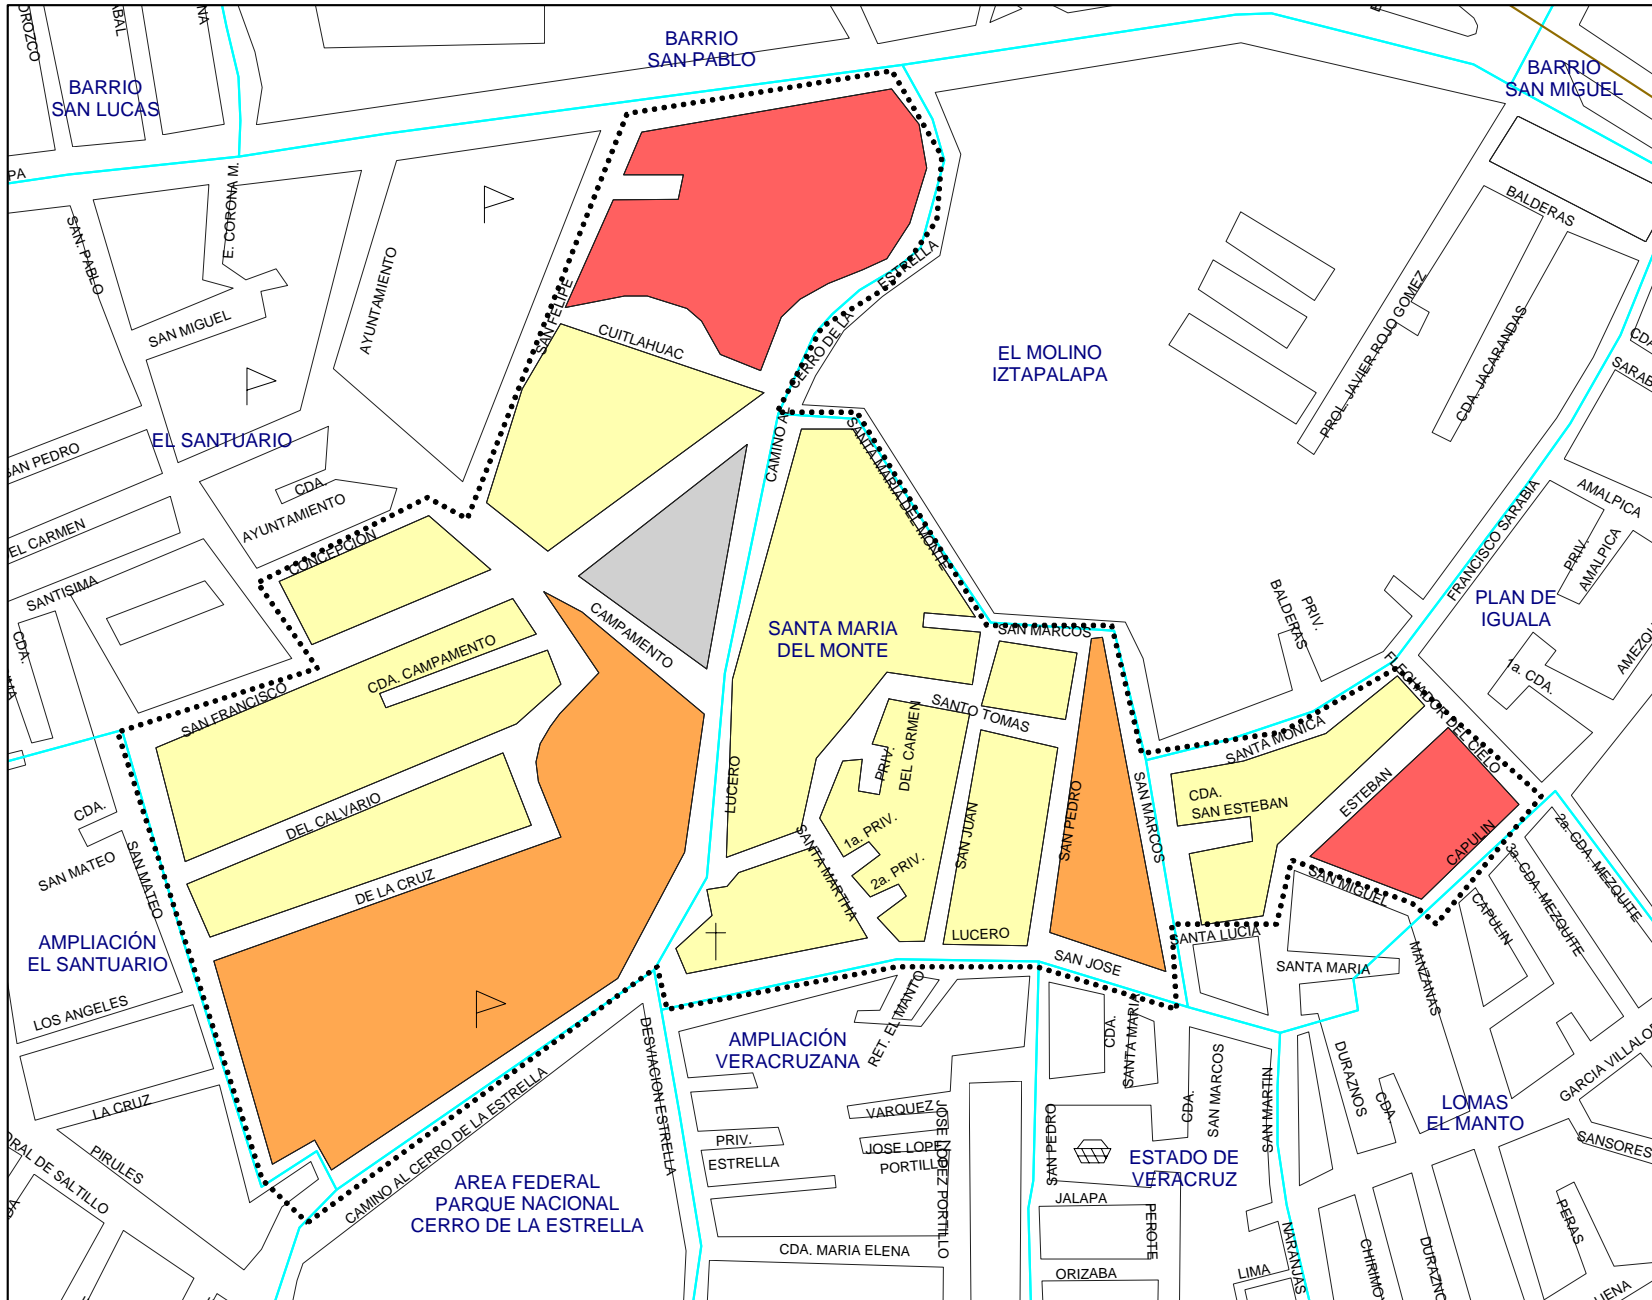 OROZCO
BARRIO
SAN LUCAS
BARRIO
SAN PABLO
BARRIO
SAN MIGUEL
PA
E. CORONA M.
SAN. PABLO
SAN MIGUEL
AYUNTAMIENTO
SAN FELIPE
CUITLAHUAC
CAMINO AL
CERRO DE LA
ESTRELLA
EL MOLINO
IZTAPALAPA
BALDERAS
PROL. JAVIER ROJO GOMEZ
CDA. JACARANDAS
CDA.
EL SANTUARIO
SAN PEDRO
CDA.
AYUNTAMIENTO
EL CARMEN
CONCEPCION
SANTISIMA
CDA.
SANTA MARIA DEL MONTE
FRANCISCO SARABIA
AMALPICA
PRIV.
AMALPICA
PLAN DE
IGUALA
1a. CDA.
PRIV.
BALDERAS
CAMPAMENTO
CDA. CAMPAMENTO
SAN FRANCISCO
SANTA MARIA
DEL MONTE
SAN MARCOS
SANTO TOMAS
PRIV.
DEL CARMEN
FLECHADOR DEL CIELO
SANTA MONICA
CDA.
SAN ESTEBAN
ESTEBAN
CAPULIN
SAN MIGUEL
LUCERO
DEL CALVARIO
CDA.
SAN MATEO
SAN MATEO
DE LA CRUZ
1a. PRIV.
2a. PRIV.
SANTA MARTHA
SAN JUAN
SAN PEDRO
SAN MARCOS
LUCERO
SAN JOSE
SANTA LUCIA
SANTA MARIA
MANZANAS
CAPULIN
3a. CDA. MEZQUITE
2a. CDA. MEZQUITE
AMPLIACIÓN
EL SANTUARIO
LOS ANGELES
LA CRUZ
PIRULES
CAMINO AL CERRO DE LA ESTRELLA
DESVIACION ESTRELLA
AMPLIACIÓN
VERACRUZANA
RET. EL MANTO
CDA.
SANTA MARIA
CDA.
SAN MARCOS
SAN MARTIN
DURAZNOS
CDA.
LOMAS
EL MANTO
SANSORES
AREA FEDERAL
PARQUE NACIONAL
CERRO DE LA ESTRELLA
PRIV.
ESTRELLA
VARQUEZ
JOSE LOPEZ
PORTILLO
JOSE LOPEZ PORTILLO
CDA. MARIA ELENA
SAN PEDRO
ESTADO DE
VERACRUZ
JALAPA
PEROTE
ORIZABA
LIMA
NARANJAS
PERAS